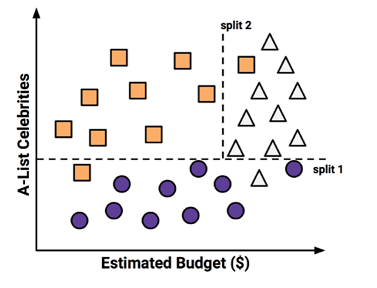 split 2
A-List Celebrities
split 1
Estimated Budget ($)